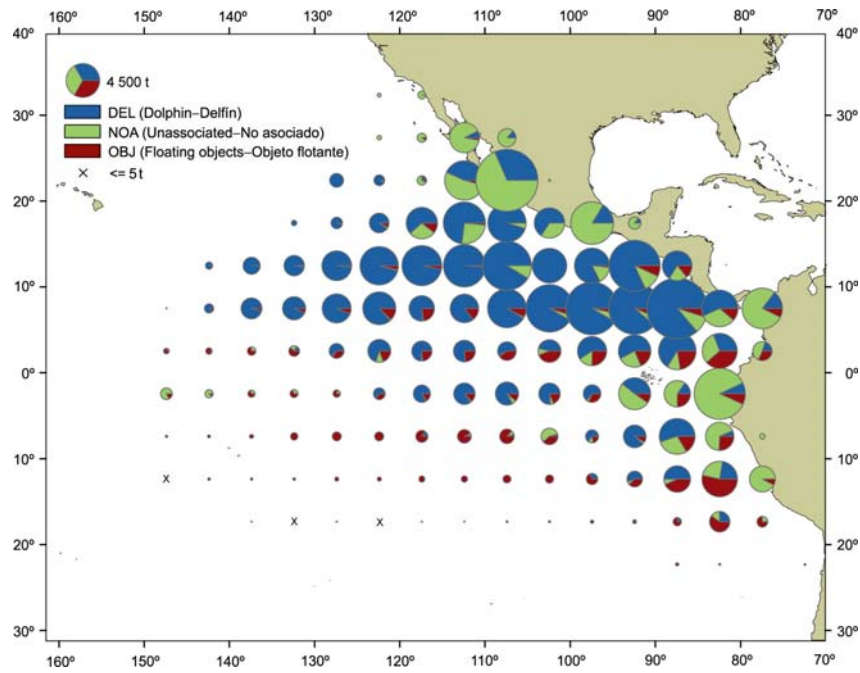 160º 150º 140º 130º 120º 110º 100º 90º 80º 70º
40º 40º
4 500 t
DEL (Dolphin–Delfín)
30º 30º
NOA (Unassociated–No asociado)
OBJ (Floating objects–Objeto flotante)
× <= 5 t
20º 20º
10º 10º
0º 0º
10º 10º
X
X X
20º 20º
30º 30º
160º 150º 140º 130º 120º 110º 100º 90º 80º 70º